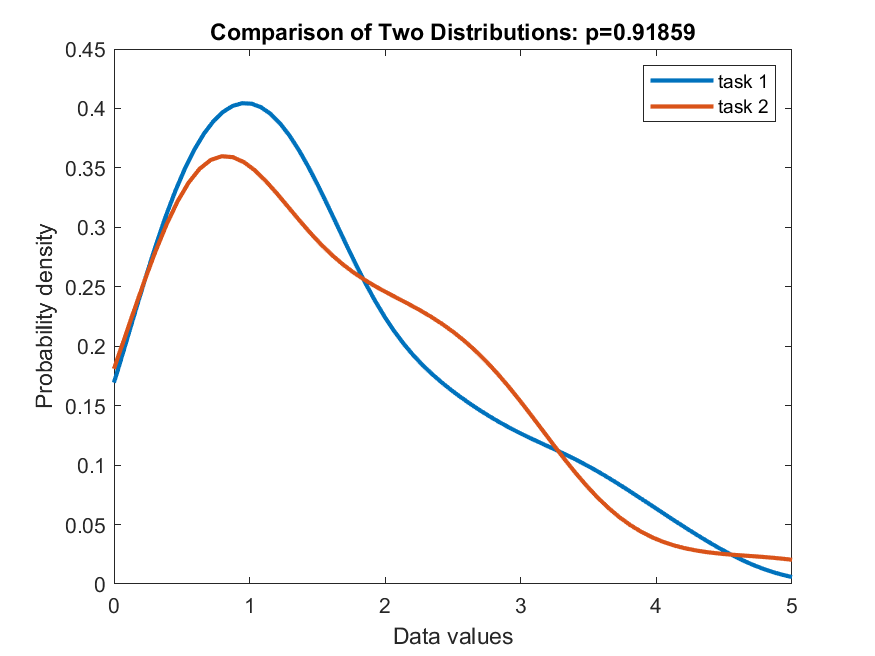 Comparison of Two Distributions: p=0.91859
0.45
0.4
0.35
0.3
0.25
0.2
0.15
0.1
0.05
0
Probability density
task 1
task 2
0 1 2 3 4 5
Data values